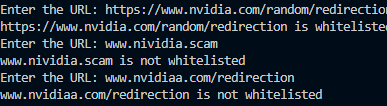 Enter the URL: https://www.nvidia.com/random/redirection
https://www.nvidia.com/random/redirection is whitelisted
Enter the URL: www.nividia.scam
www.nividia.scam is not whitelisted
Enter the URL: www.nvidiaa.com/redirection
www.nvidiaa.com/redirection is not whitelisted